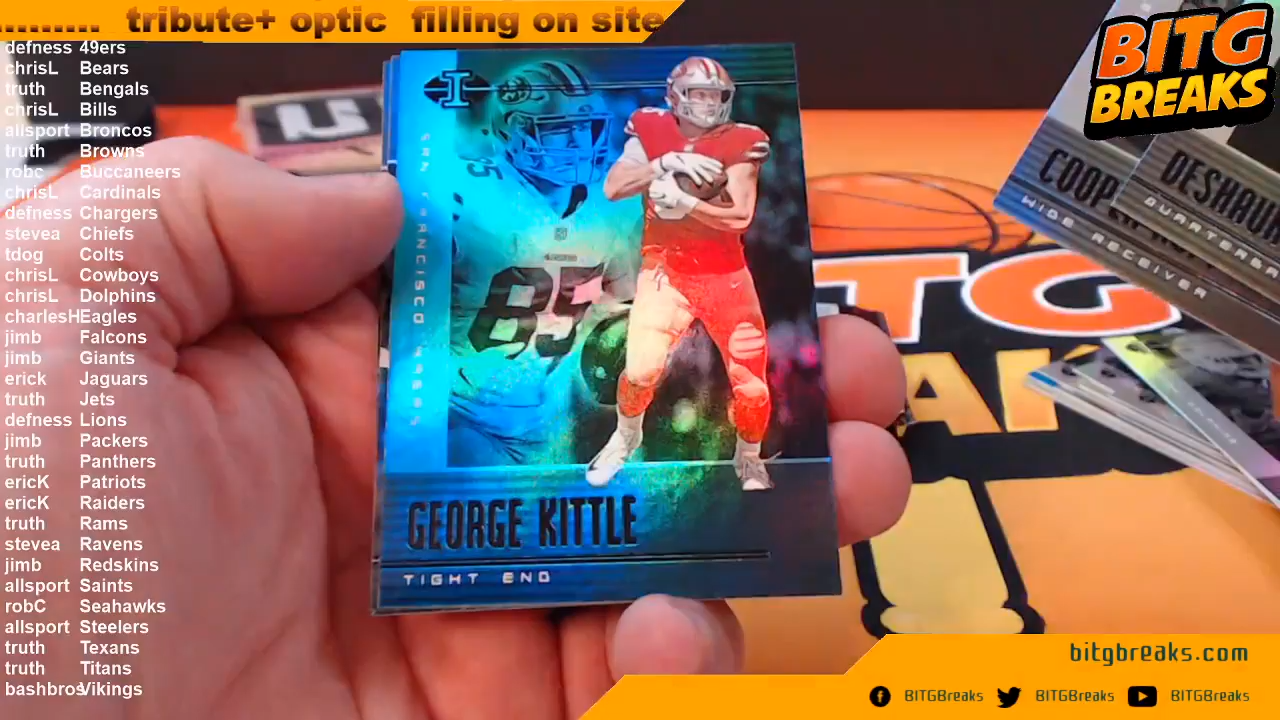 ......... tribute+ optic filling on site
defness 49ers
chrisL Bears
truth Bengals
chrisL Bills
allsport Broncos
truth Browns
robc Buccaneers
chrisL Cardinals
defness Chargers
stevea Chiefs
tdog Colts
chrisL Cowboys
chrisL Dolphins
charlesH Eagles
jimb Falcons
jimb Giants
erick Jaguars
truth Jets
defness Lions
jimb Packers
truth Panthers
ericK Patriots
ericK Raiders
truth Rams
stevea Ravens
jimb Redskins
allsport Saints
robC Seahawks
allsport Steelers
truth Texans
truth Titans
bashbros Vikings
I
SAN FRANCISCO 49ERS
85
GEORGE KITTLE
TIGHT END
BITG
BREAKS
COOP
WIDE RECEIVER
DESHAUN
bitgbreaks.com
BITGBreaks BITGBreaks BITGBreaks